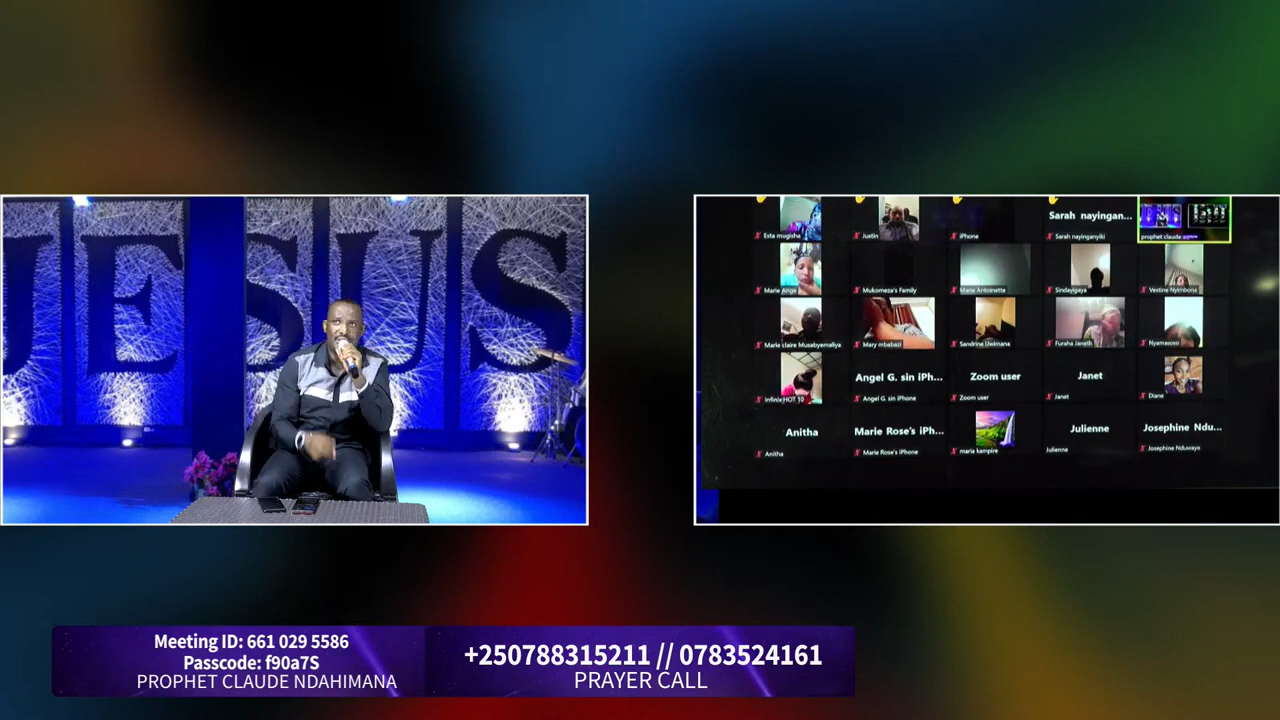 JESUS
Esta mugisha
Justin
iPhone
Sarah nayingan...
Sarah nayinganyiki
prophet claude
Marie Ange
Mukomeza's Family
Marie Antoinette
Sindayigaya
Vestine Nyimbona
Marie claire Musabyemaliya
Mary mbabazi
Sandrine Uwimana
Furaha Janeth
Nyamasoso
Infinix HOT 10
Angel G. sin iPh...
Angel G. sin iPhone
Zoom user
Zoom user
Janet
Janet
Diane
Anitha
Anitha
Marie Rose's iPh...
Marie Rose's iPhone
maria kampire
Julienne
Julienne
Josephine Ndu...
Josephine Nduwayo
Meeting ID: 661 029 5586
Passcode: f90a7S
PROPHET CLAUDE NDAHIMANA
+250788315211 // 0783524161
PRAYER CALL